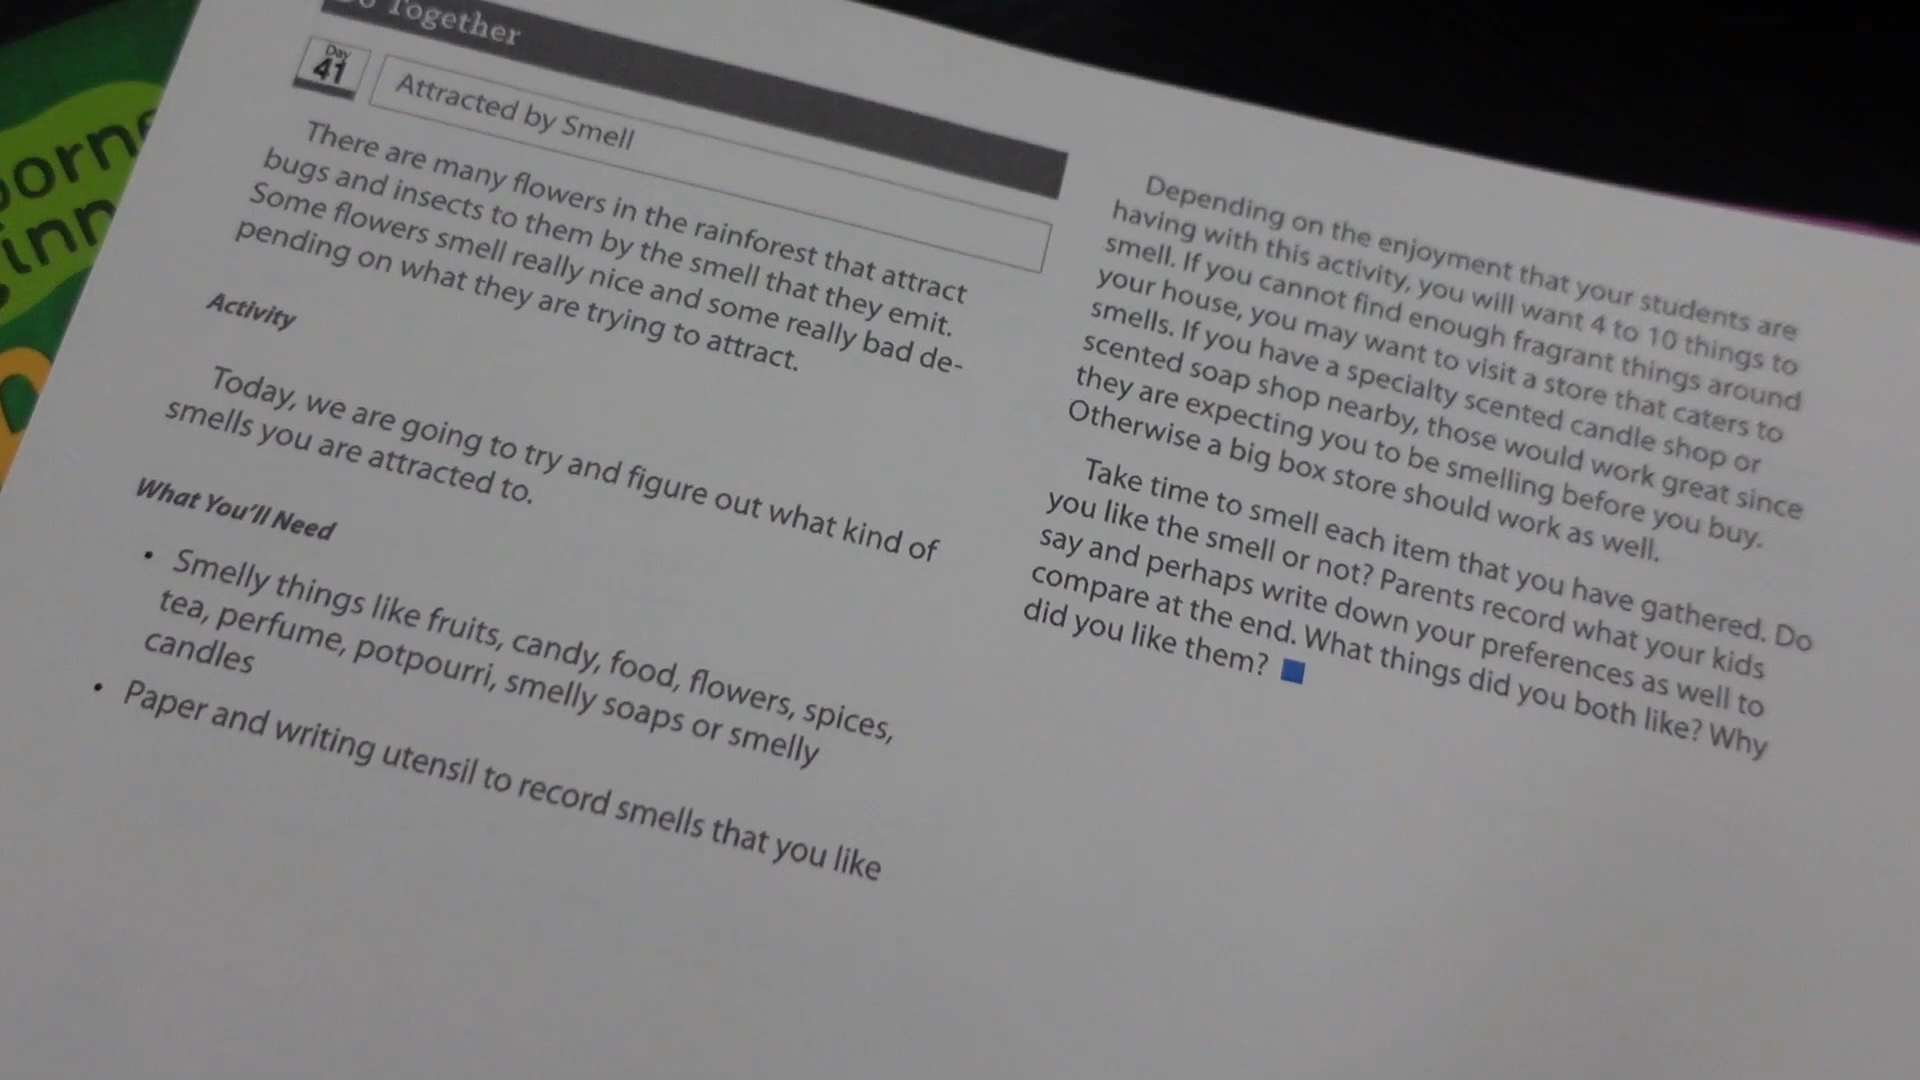 Together
Day
41
Attracted by Smell
There are many flowers in the rainforest that attract
bugs and insects to them by the smell that they emit.
Some flowers smell really nice and some really bad de-
pending on what they are trying to attract.
Activity
Today, we are going to try and figure out what kind of
smells you are attracted to.
What You'll Need
• Smelly things like fruits, candy, food, flowers, spices,
tea, perfume, potpourri, smelly soaps or smelly
candles
• Paper and writing utensil to record smells that you like
Depending on the enjoyment that your students are
having with this activity, you will want 4 to 10 things to
smell. If you cannot find enough fragrant things around
your house, you may want to visit a store that caters to
smells. If you have a specialty scented candle shop or
scented soap shop nearby, those would work great since
they are expecting you to be smelling before you buy.
Otherwise a big box store should work as well.
Take time to smell each item that you have gathered. Do
you like the smell or not? Parents record what your kids
say and perhaps write down your preferences as well to
compare at the end. What things did you both like? Why
did you like them?